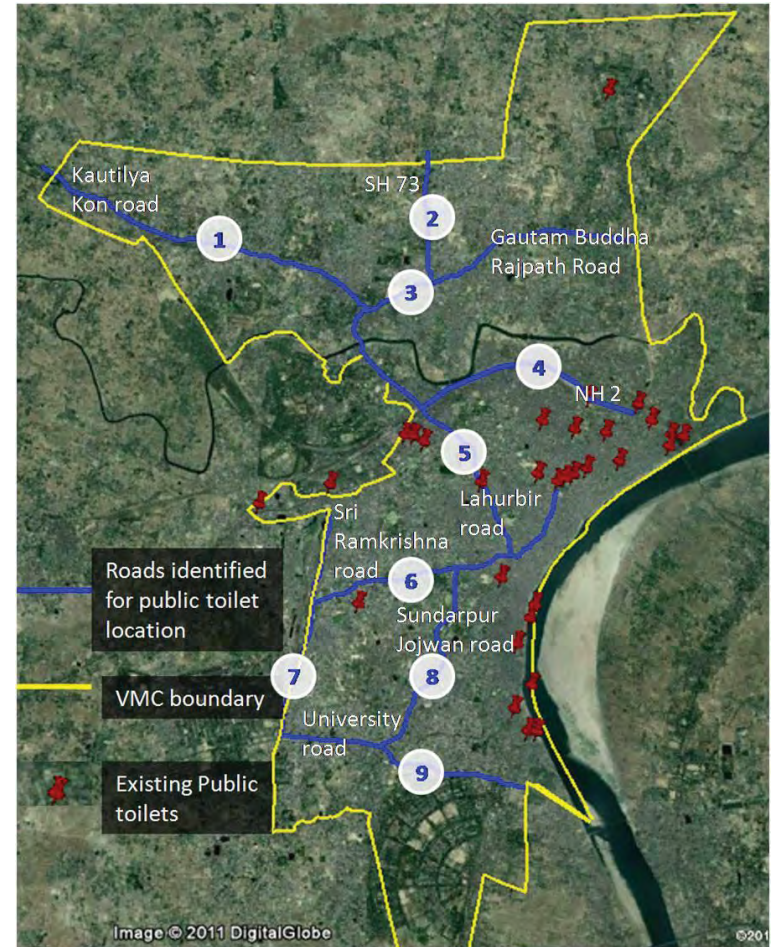 Kautilya
Kon road
SH 73
2
1
Gautam Buddha
Rajpath Road
3
4
NH 2
5
Lahurbir
road
Sri
Ramkrishna
road
6
Roads identified
for public toilet
location
Sundarpur
Jojwan road
7
8
VMC boundary
University
road
9
Existing Public
toilets
Image © 2011 DigitalGlobe
©201